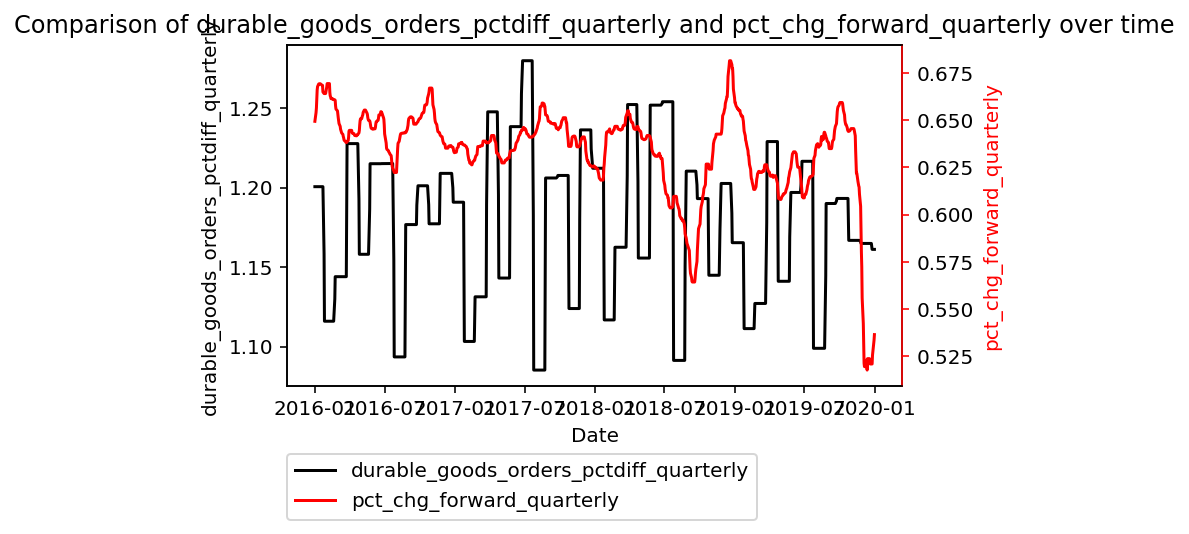 Comparison of durable_goods_orders_pctdiff_quarterly and pct_chg_forward_quarterly over time
durable_goods_orders_pctdiff_quarterly
1.25
1.20
1.15
1.10
0.675
0.650
0.625
0.600
0.575
0.550
0.525
pct_chg_forward_quarterly
2016-01 2016-07 2017-01 2017-07 2018-01 2018-07 2019-01 2019-07 2020-01
Date
durable_goods_orders_pctdiff_quarterly
pct_chg_forward_quarterly